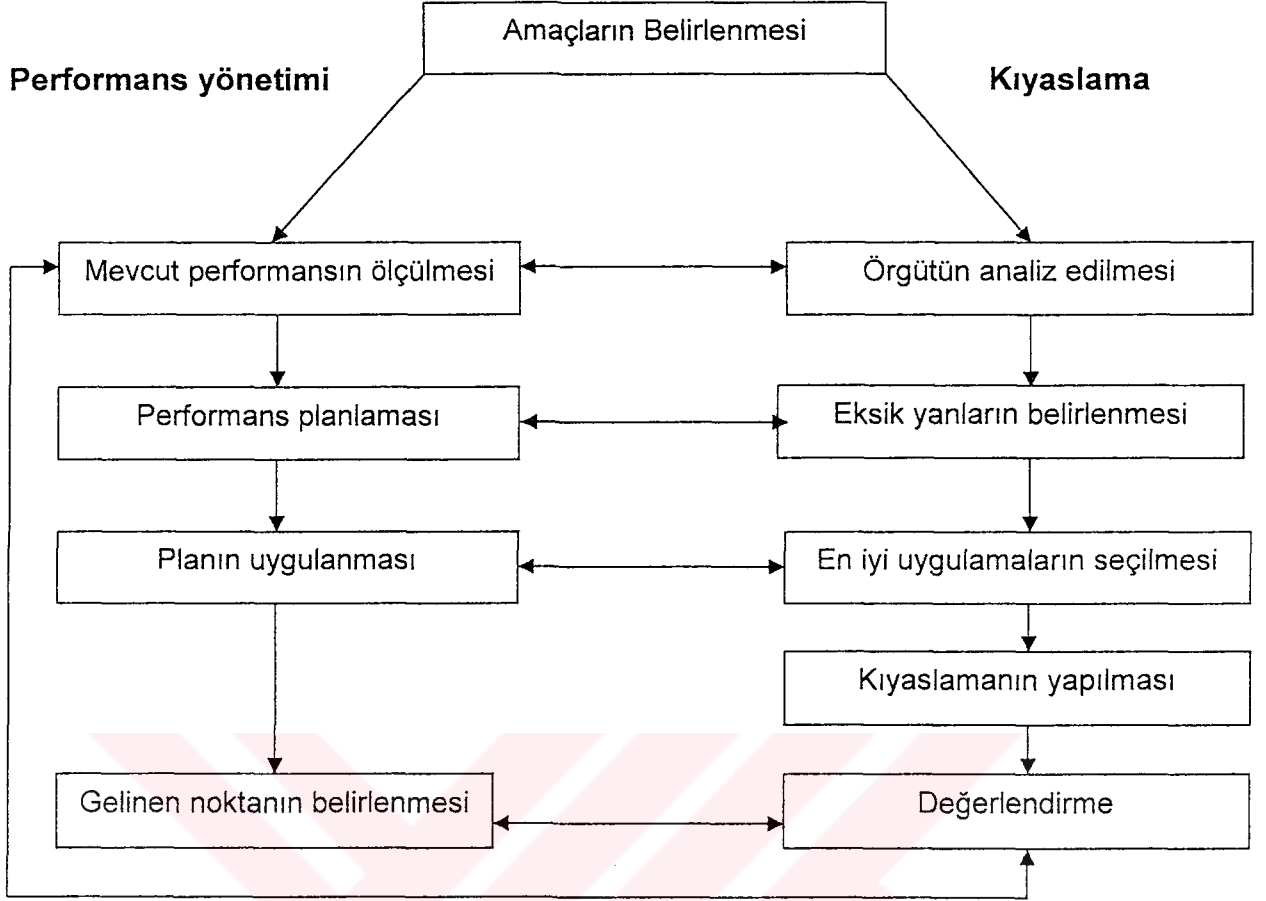 Amaçların Belirlenmesi
Performans yönetimi
Kıyaslama
Mevcut performansın ölçülmesi
Örgütün analiz edilmesi
Performans planlaması
Eksik yanların belirlenmesi
Planın uygulanması
En iyi uygulamaların seçilmesi
Kıyaslamanın yapılması
Gelinen noktanın belirlenmesi
Değerlendirme